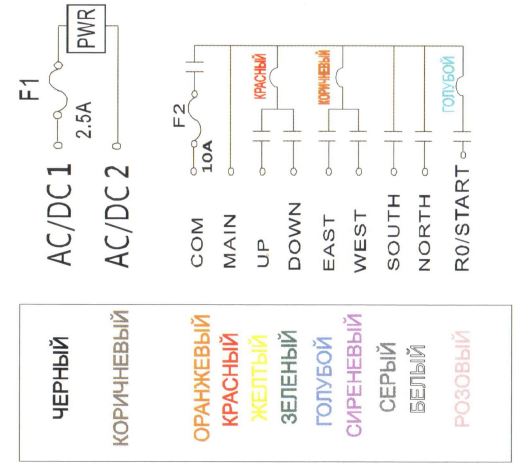 F1
PWR
2.5A
AC/DC 1
AC/DC 2
F2
10A
КРАСНЫЙ
КОРИЧНЕВЫЙ
ГОЛУБОЙ
COM
MAIN
UP
DOWN
EAST
WEST
SOUTH
NORTH
R0/START
ЧЕРНЫЙ
КОРИЧНЕВЫЙ
ОРАНЖЕВЫЙ
КРАСНЫЙ
ЖЕЛТЫЙ
ЗЕЛЕНЫЙ
ГОЛУБОЙ
СИРЕНЕВЫЙ
СЕРЫЙ
БЕЛЫЙ
РОЗОВЫЙ